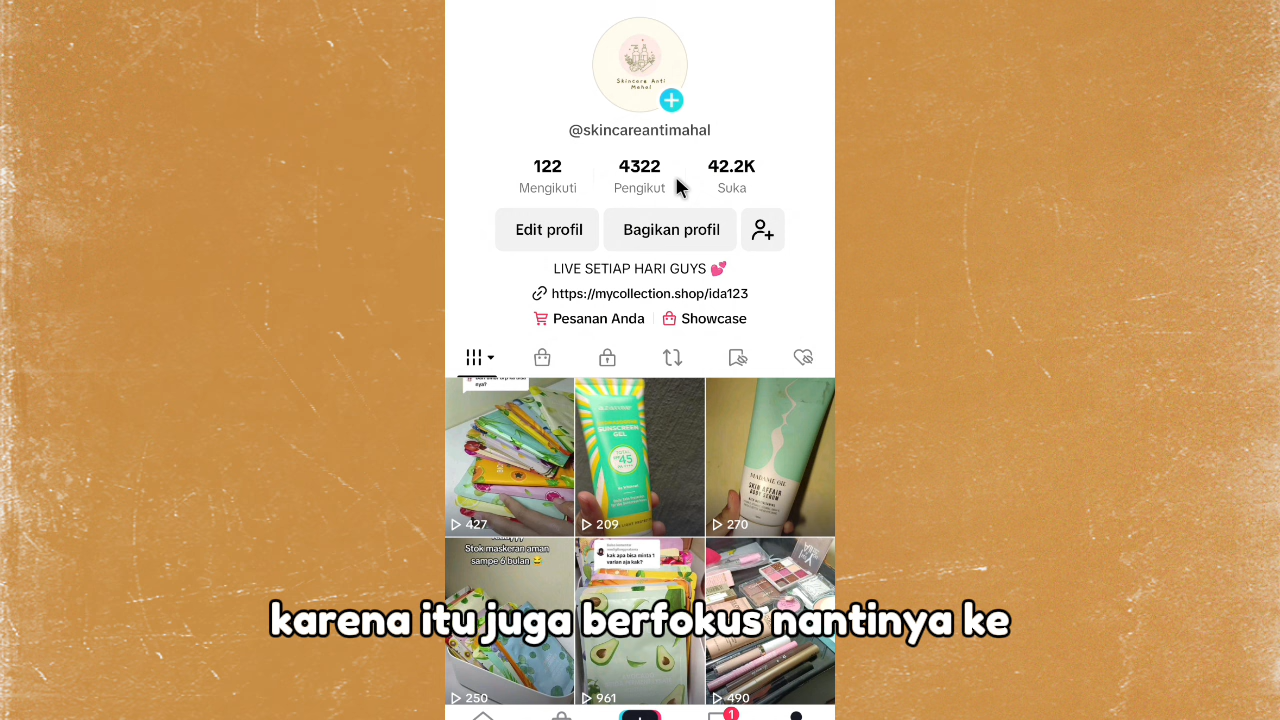 Skincare Anti
Mahal
@skincareantimahal
122 4322 42.2K
Mengikuti Pengikut Suka
Edit profil Bagikan profil
LIVE SETIAP HARI GUYS 💕
https://mycollection.shop/ida123
Pesanan Anda Showcase
nya?
SUNSCREEN
GEL
45
MADAME GIE
SKIN AFFAIR
BODY SERUM
427 209 270
Stok maskeran aman
sampe 6 bulan 😂
kak apa bisa minta 1
varian aja kak?
karena itu juga berfokus nantinya ke
250 961 490
1